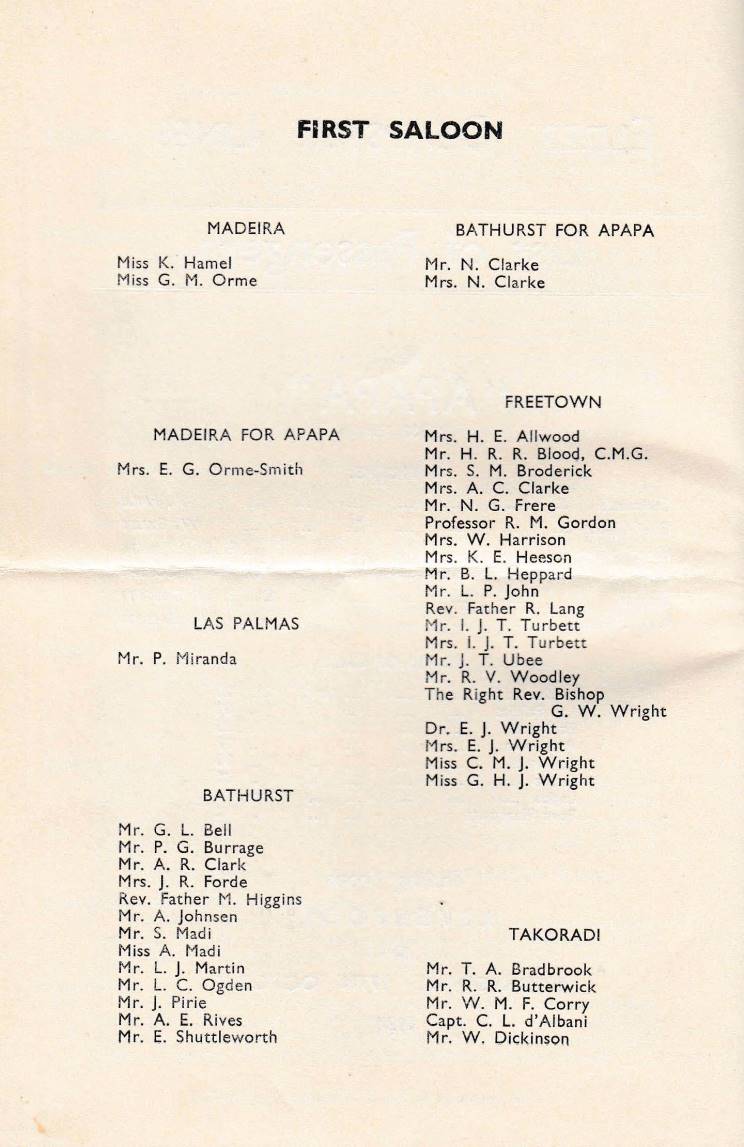 FIRST SALOON
MADEIRA
Miss K. Hamel
Miss G. M. Orme
MADEIRA FOR APAPA
Mrs. E. G. Orme-Smith
LAS PALMAS
Mr. P. Miranda
BATHURST
Mr. G. L. Bell
Mr. P. G. Burrage
Mr. A. R. Clark
Mrs. J. R. Forde
Rev. Father M. Higgins
Mr. A. Johnsen
Mr. S. Madi
Miss A. Madi
Mr. L. J. Martin
Mr. L. C. Ogden
Mr. J. Pirie
Mr. A. E. Rives
Mr. E. Shuttleworth
BATHURST FOR APAPA
Mr. N. Clarke
Mrs. N. Clarke
FREETOWN
Mrs. H. E. Allwood
Mr. H. R. R. Blood, C.M.G.
Mrs. S. M. Broderick
Mrs. A. C. Clarke
Mr. N. G. Frere
Professor R. M. Gordon
Mrs. W. Harrison
Mrs. K. E. Heeson
Mr. B. L. Heppard
Mr. L. P. John
Rev. Father R. Lang
Mr. I. J. T. Turbett
Mrs. I. J. T. Turbett
Mr. J. T. Ubee
Mr. R. V. Woodley
The Right Rev. Bishop
G. W. Wright
Dr. E. J. Wright
Mrs. E. J. Wright
Miss C. M. J. Wright
Miss G. H. J. Wright
TAKORADI
Mr. T. A. Bradbrook
Mr. R. R. Butterwick
Mr. W. M. F. Corry
Capt. C. L. d'Albani
Mr. W. Dickinson